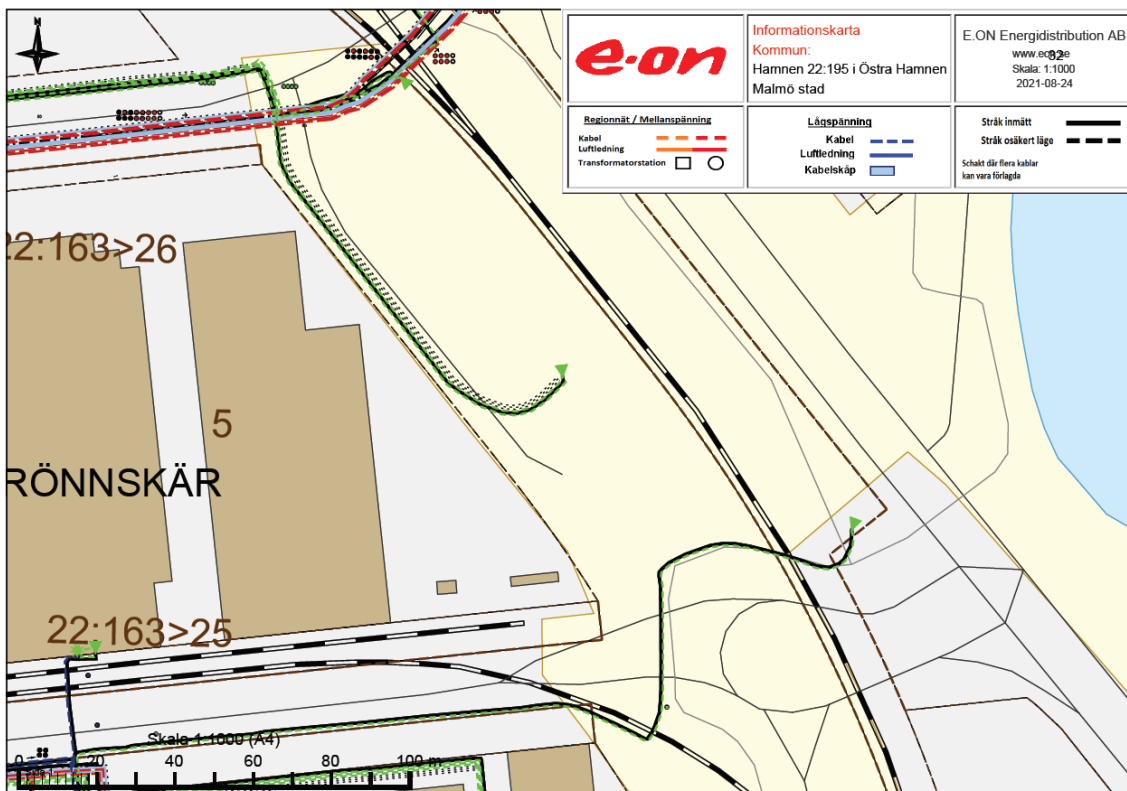 N
e·on
Informationskarta
Kommun:
Hamnen 22:195 i Östra Hamnen
Malmö stad
E.ON Energidistribution AB
Skala: 1:1000
2021-08-24
Regionnät / Mellanspänning
Kabel
Luftledning
Transformatorstation
Lågspänning
Kabel
Luftledning
Kabelskåp
Stråk inmätt
Stråk osäkert läge
Schakt där flera kablar
kan vara förlagda
22:163>26
5
RÖNNSKÄR
22:163>25
Skala 1:1000 (A4)
0 20 40 60 80 100 m